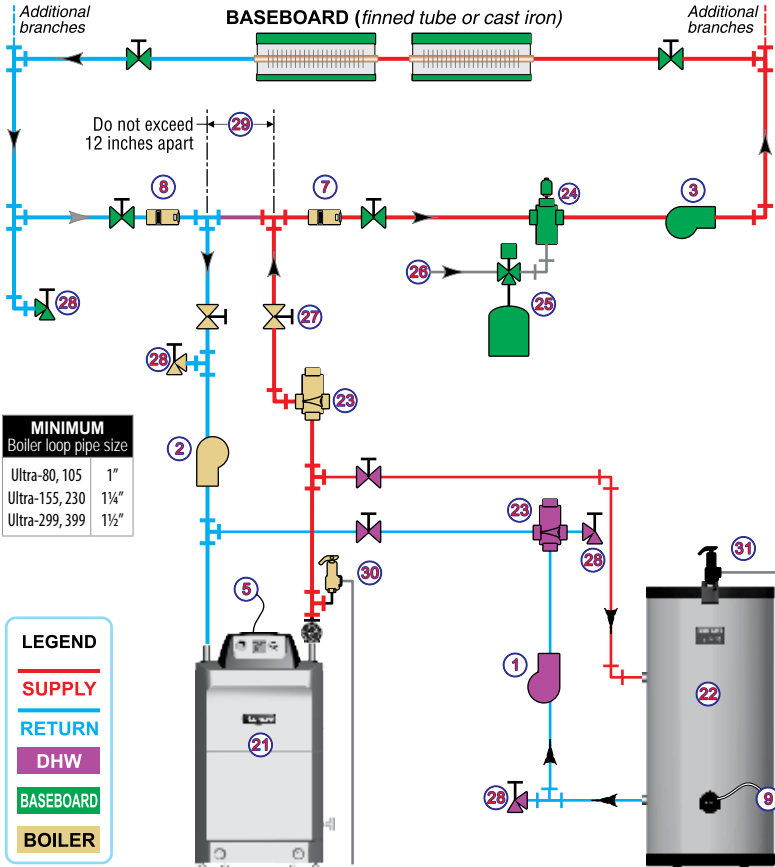 Additional
branches
BASEBOARD (finned tube or cast iron)
Additional
branches
Do not exceed
12 inches apart
29
8
7
24
3
26
25
28
27
28
23
2
MINIMUM
Boiler loop pipe size
Ultra-80, 105 1”
Ultra-155, 230 1¼”
Ultra-299, 399 1½”
23
28
30
31
5
1
22
21
28
9
LEGEND
SUPPLY
RETURN
DHW
BASEBOARD
BOILER